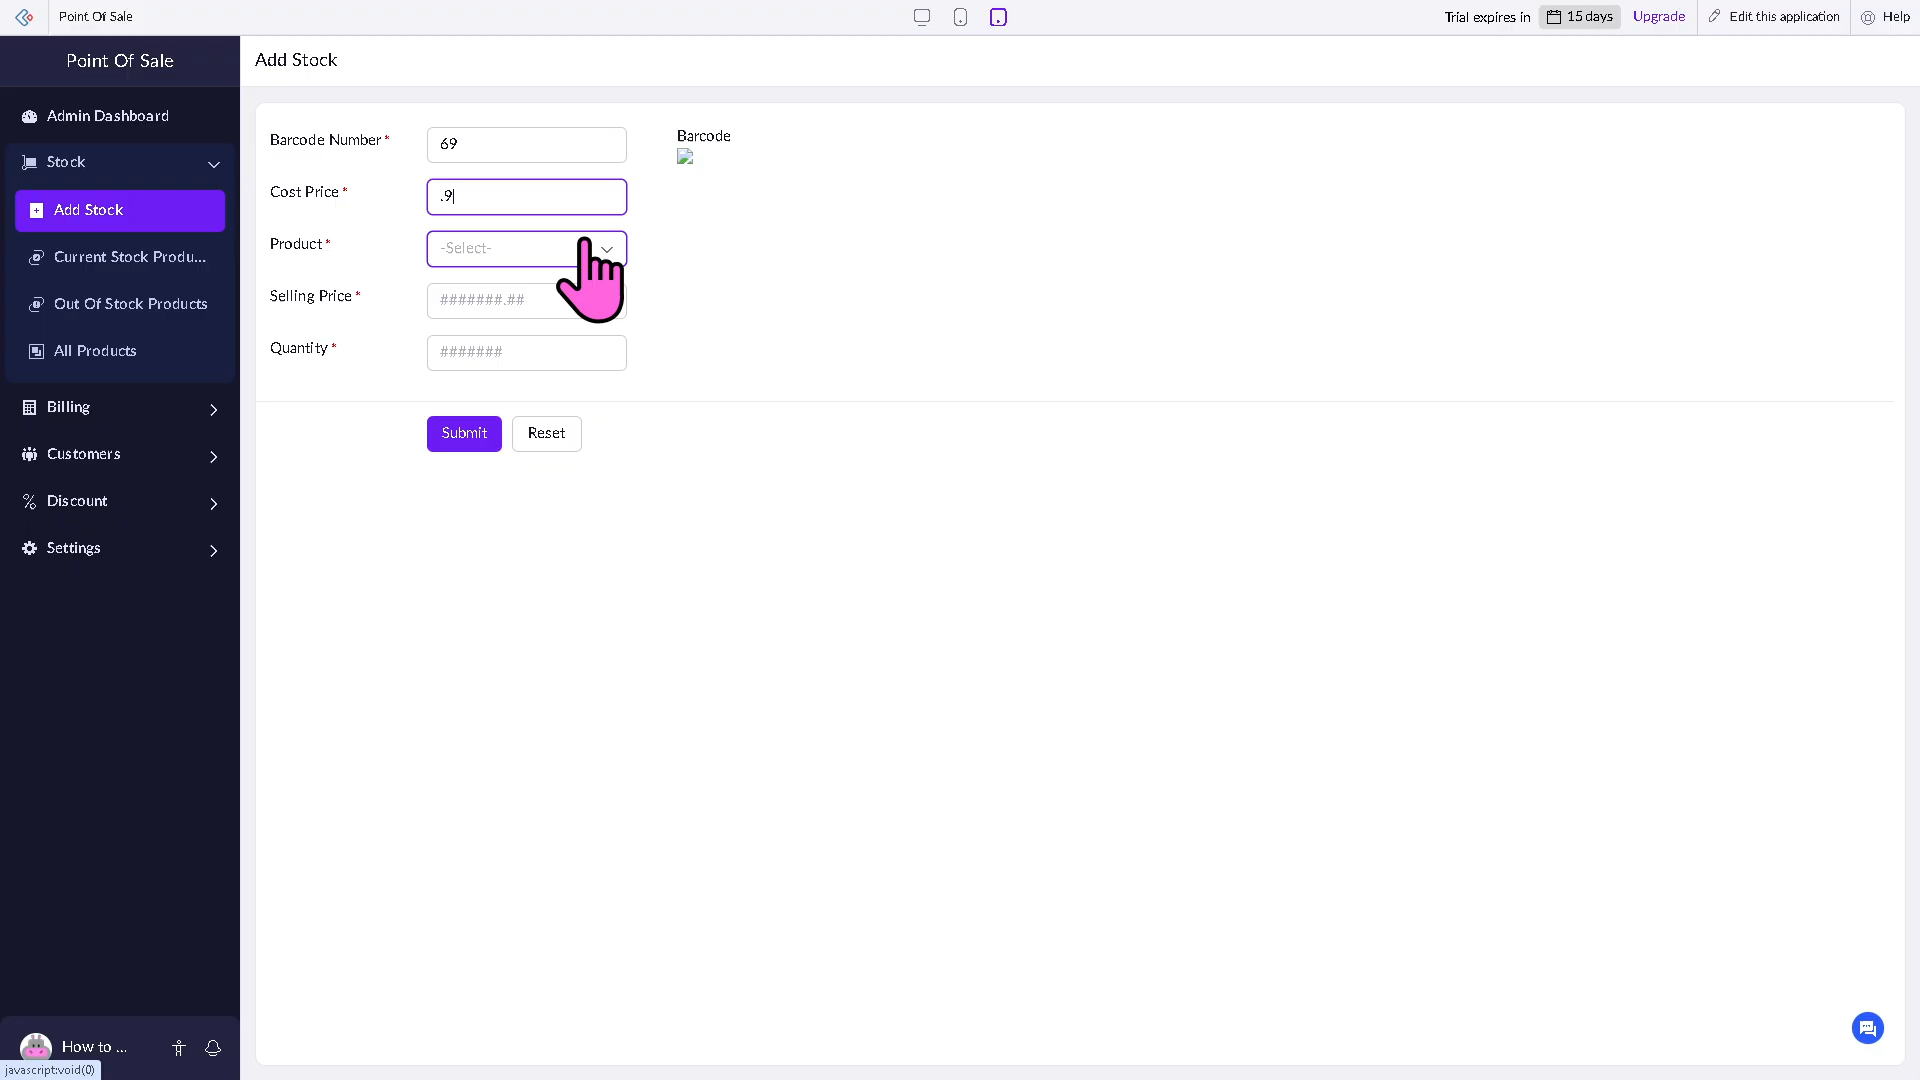 Point Of Sale
Trial expires in
15 days
Upgrade
Edit this application
Help
Point Of Sale
Add Stock
Admin Dashboard
Stock
Add Stock
Current Stock Produ...
Out Of Stock Products
All Products
Billing
Customers
Discount
Settings
Barcode Number*
69
Barcode
Cost Price*
.9
Product*
-Select-
Selling Price*
#######.##
Quantity*
#######
Submit
Reset
How to ...
javascript:void(0)